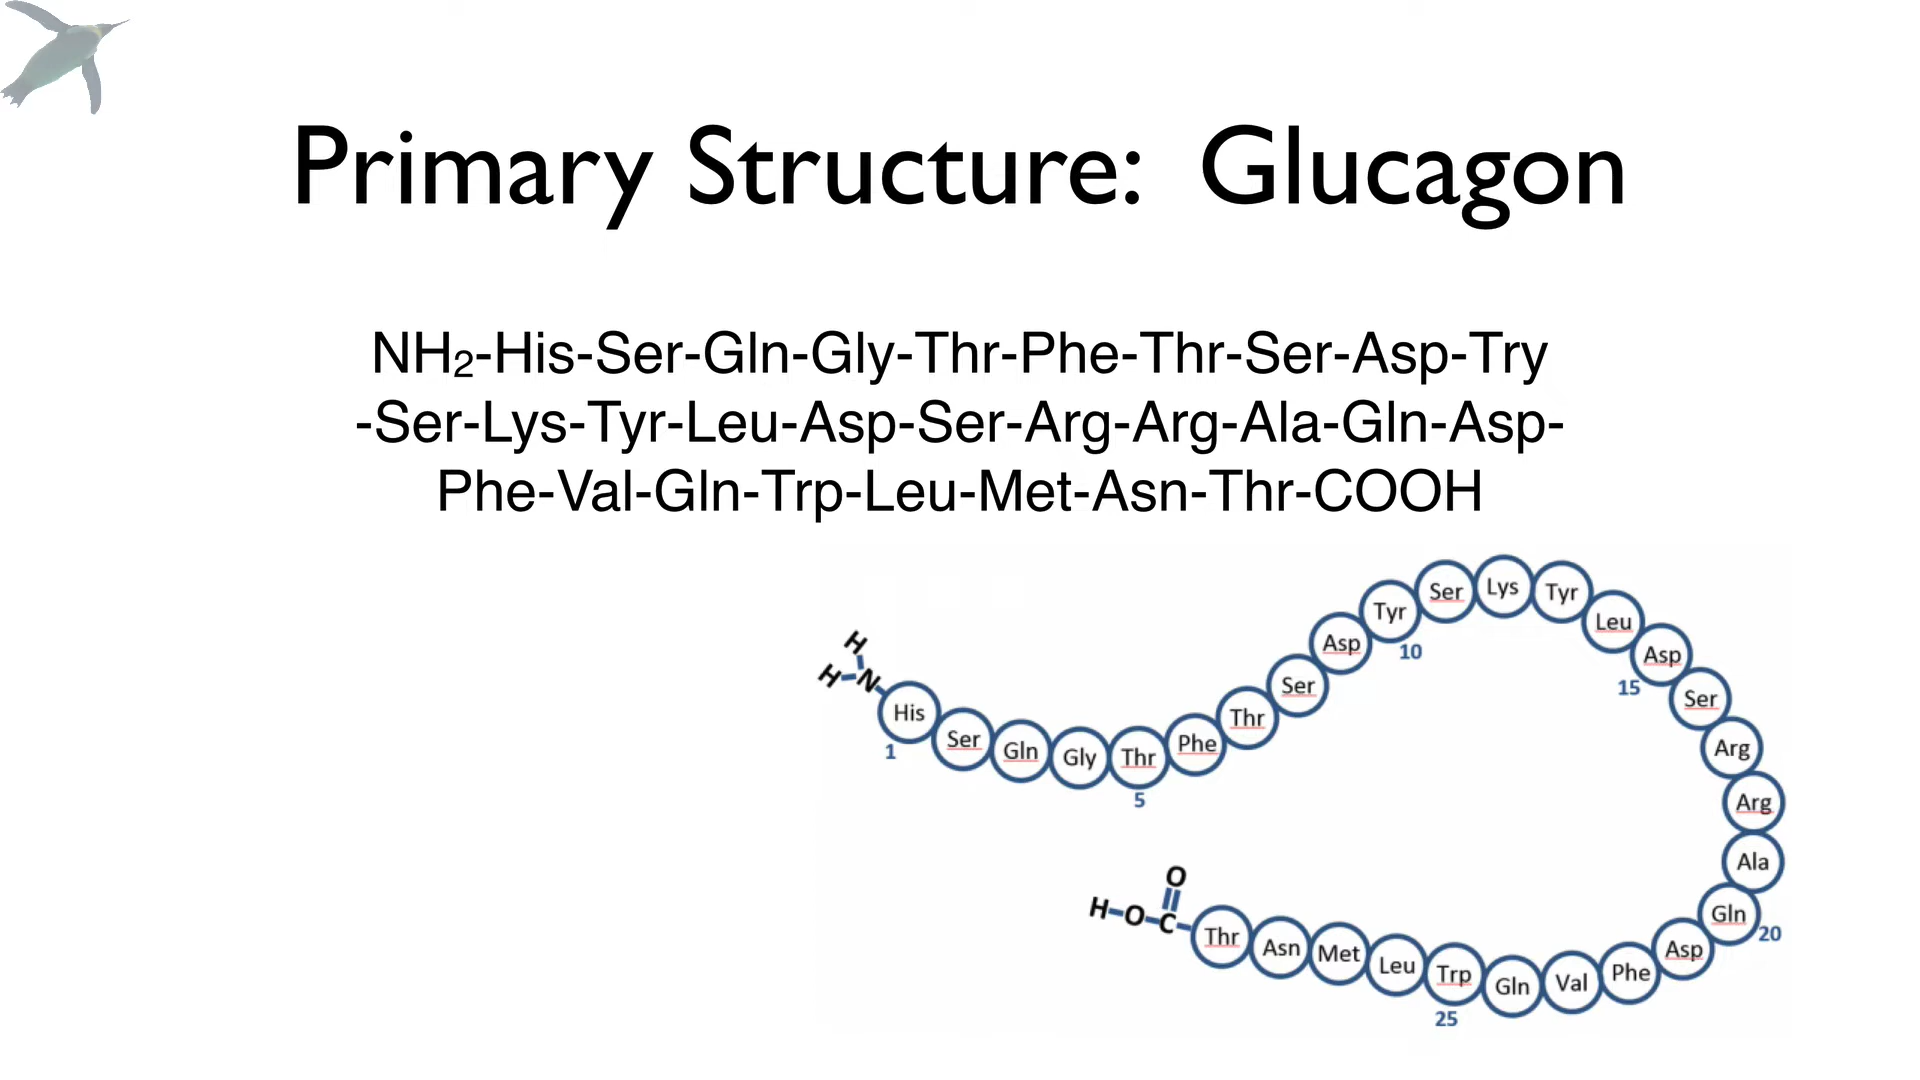 Primary Structure: Glucagon
NH2-His-Ser-Gln-Gly-Thr-Phe-Thr-Ser-Asp-Try
-Ser-Lys-Tyr-Leu-Asp-Ser-Arg-Arg-Ala-Gln-Asp-
Phe-Val-Gln-Trp-Leu-Met-Asn-Thr-COOH
H
H
N
His
Ser
Gln
Gly
Thr
Phe
Thr
Ser
Asp
Tyr
Ser
Lys
Tyr
Leu
Asp
Ser
Arg
Arg
Ala
Gln
Asp
Phe
Val
Gln
Trp
Leu
Met
Asn
Thr
C
O
O
H
1
5
10
15
20
25